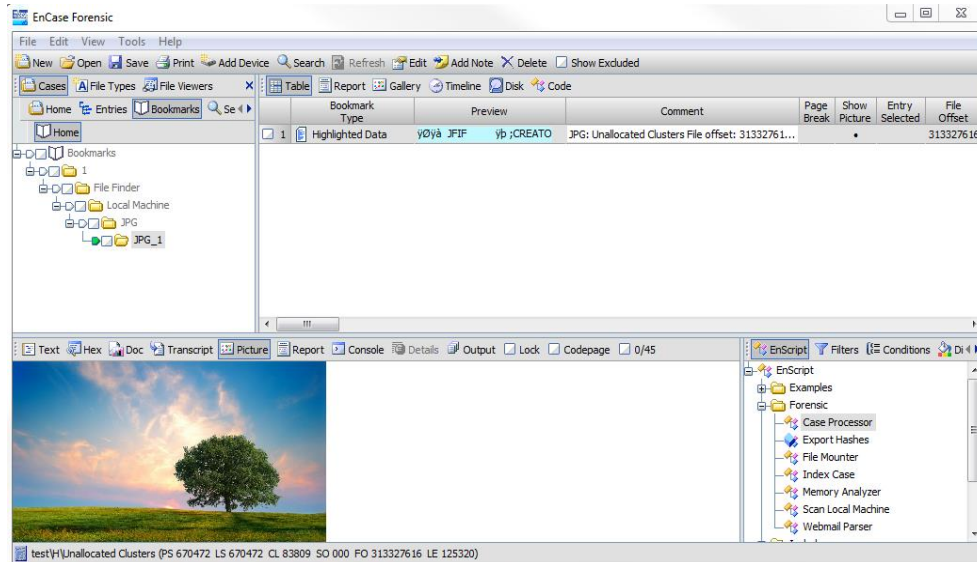 EnCase Forensic
File Edit View Tools Help
New Open Save Print Add Device Search Refresh Edit Add Note Delete Show Excluded
Cases File Types File Viewers X Table Report Gallery Timeline Disk Code
Home Entries Bookmarks Se
Home
Bookmark Type Preview Comment Page Break Show Picture Entry Selected File Offset
1 Highlighted Data ÿØÿà JFIF ÿþ ;CREATO JPG: Unallocated Clusters File offset: 31332761... • 313327616
Bookmarks
1
File Finder
Local Machine
JPG
JPG_1
Text Hex Doc Transcript Picture Report Console Details Output Lock Codepage 0/45
EnScript Filters Conditions Di
EnScript
Examples
Forensic
Case Processor
Export Hashes
File Mounter
Index Case
Memory Analyzer
Scan Local Machine
Webmail Parser
test\H\Unallocated Clusters (PS 670472 LS 670472 CL 83809 SO 000 FO 313327616 LE 125320)